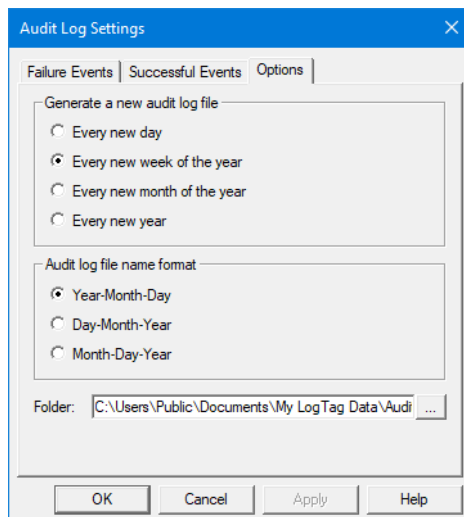 Audit Log Settings
Failure Events Successful Events Options
Generate a new audit log file
Every new day
Every new week of the year
Every new month of the year
Every new year
Audit log file name format
Year-Month-Day
Day-Month-Year
Month-Day-Year
Folder: C:\Users\Public\Documents\My LogTag Data\Audi ...
OK Cancel Apply Help